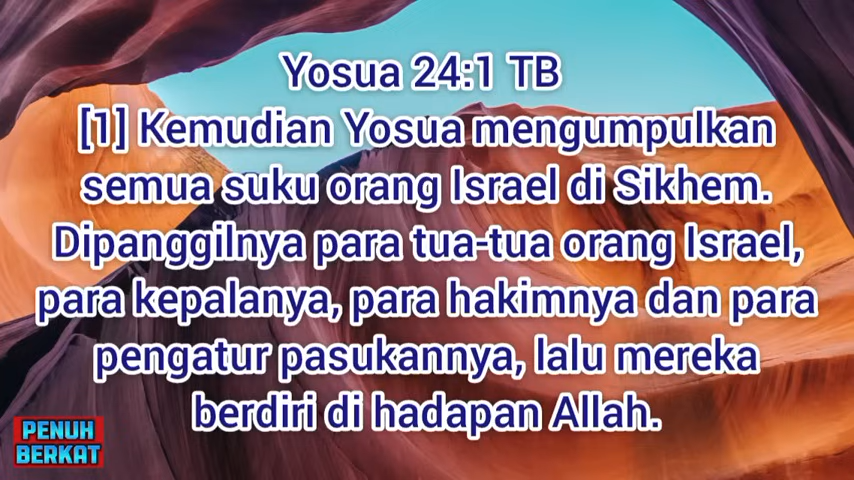 Yosua 24:1 TB
[1] Kemudian Yosua mengumpulkan
semua suku orang Israel di Sikhem.
Dipanggilnya para tua-tua orang Israel,
para kepalanya, para hakimnya dan para
pengatur pasukannya, lalu mereka
berdiri di hadapan Allah.
PENUH
BERKAT